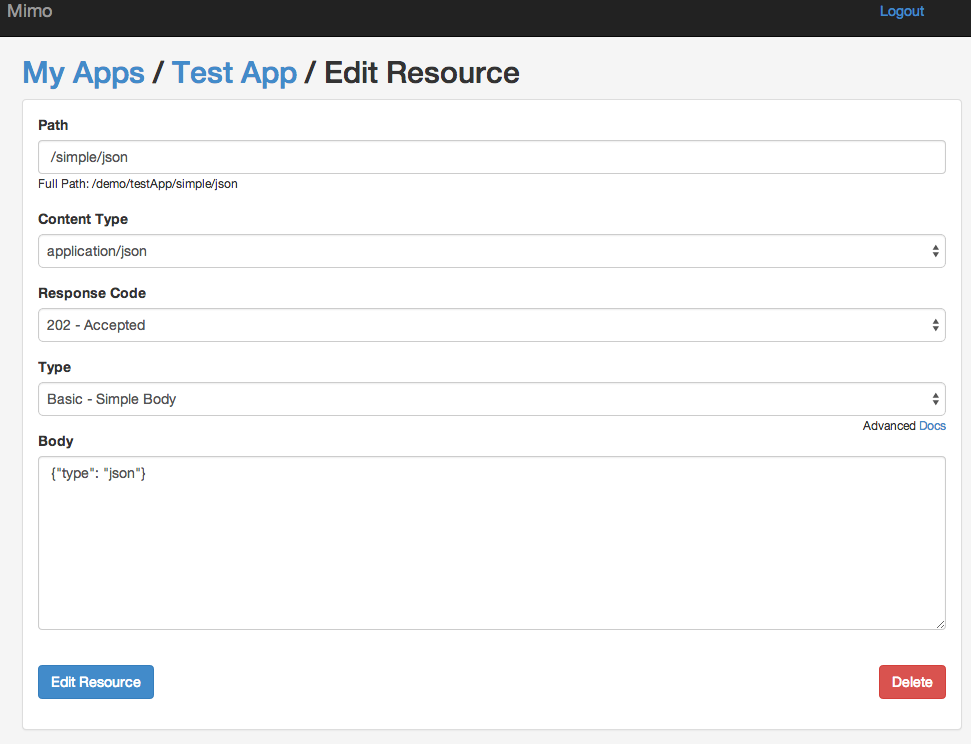 Mimo
Logout
My Apps / Test App / Edit Resource
Path
/simple/json
Full Path: /demo/testApp/simple/json
Content Type
application/json
Response Code
202 - Accepted
Type
Basic - Simple Body
Advanced Docs
Body
{"type": "json"}
Edit Resource
Delete